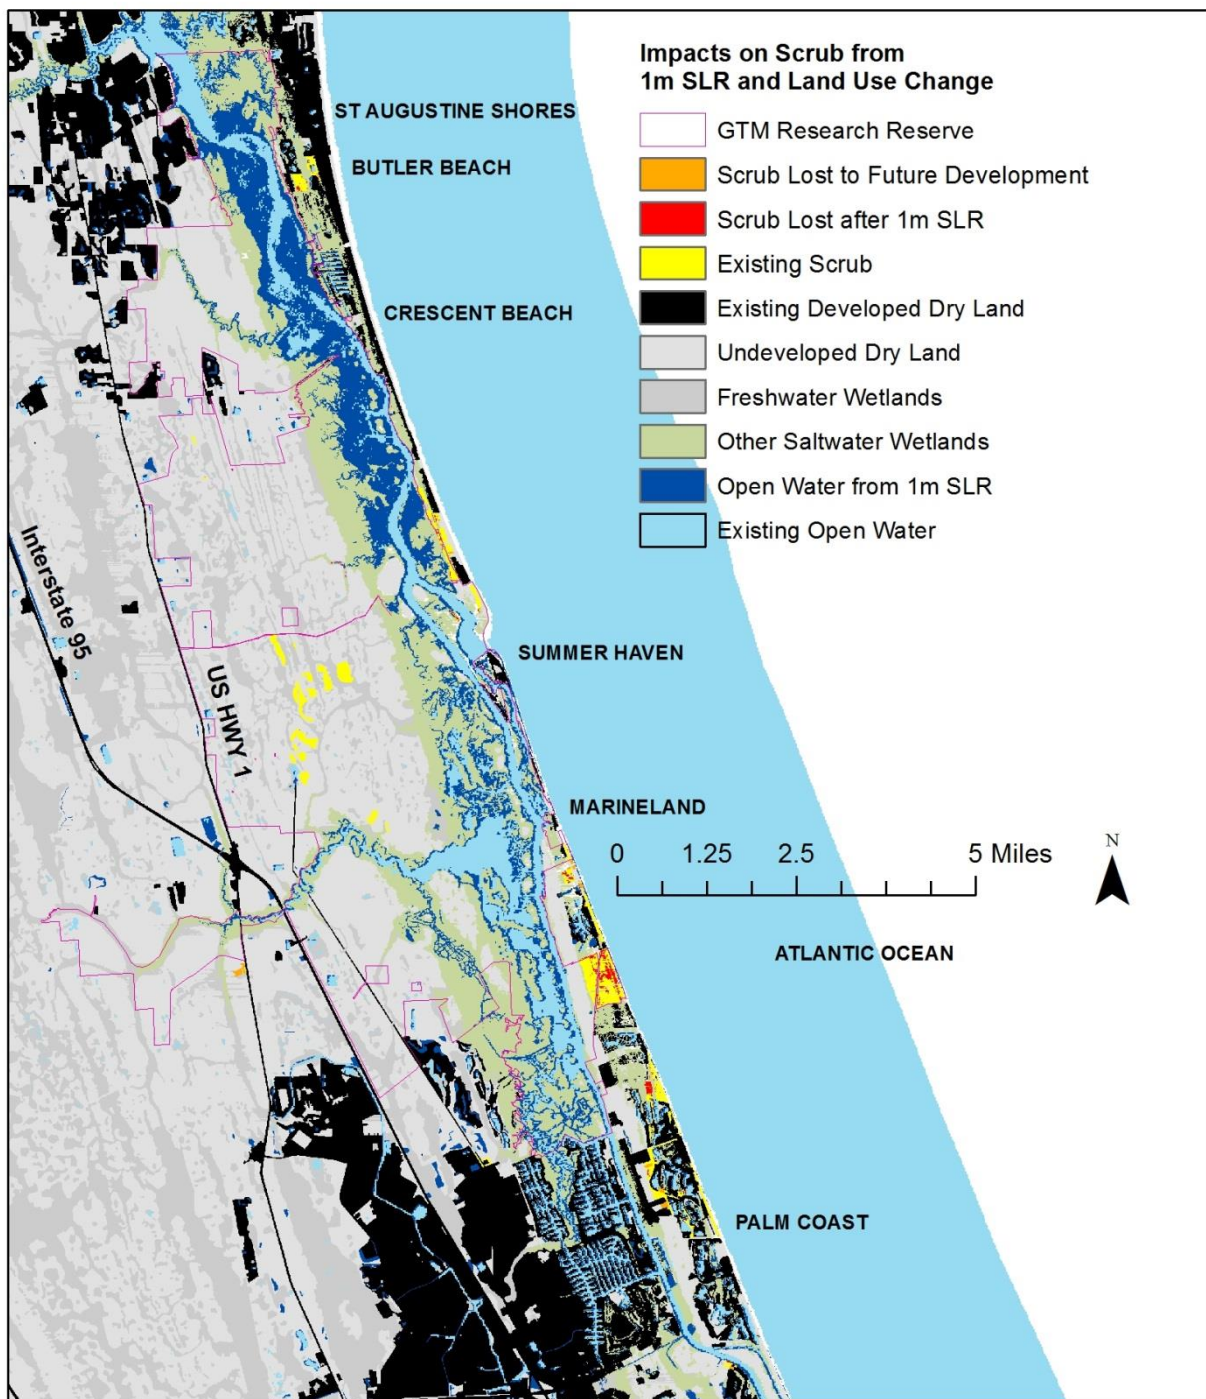 Impacts on Scrub from
1m SLR and Land Use Change
GTM Research Reserve
Scrub Lost to Future Development
Scrub Lost after 1m SLR
Existing Scrub
Existing Developed Dry Land
Undeveloped Dry Land
Freshwater Wetlands
Other Saltwater Wetlands
Open Water from 1m SLR
Existing Open Water
ST AUGUSTINE SHORES
BUTLER BEACH
CRESCENT BEACH
Interstate 95
US HWY 1
SUMMER HAVEN
MARINELAND
0 1.25 2.5 5 Miles
N
ATLANTIC OCEAN
PALM COAST